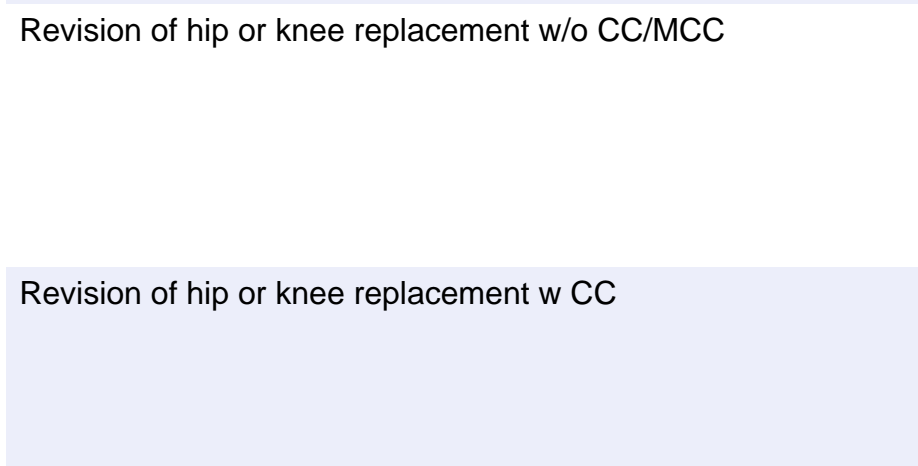 Revision of hip or knee replacement w/o CC/MCC
Revision of hip or knee replacement w CC